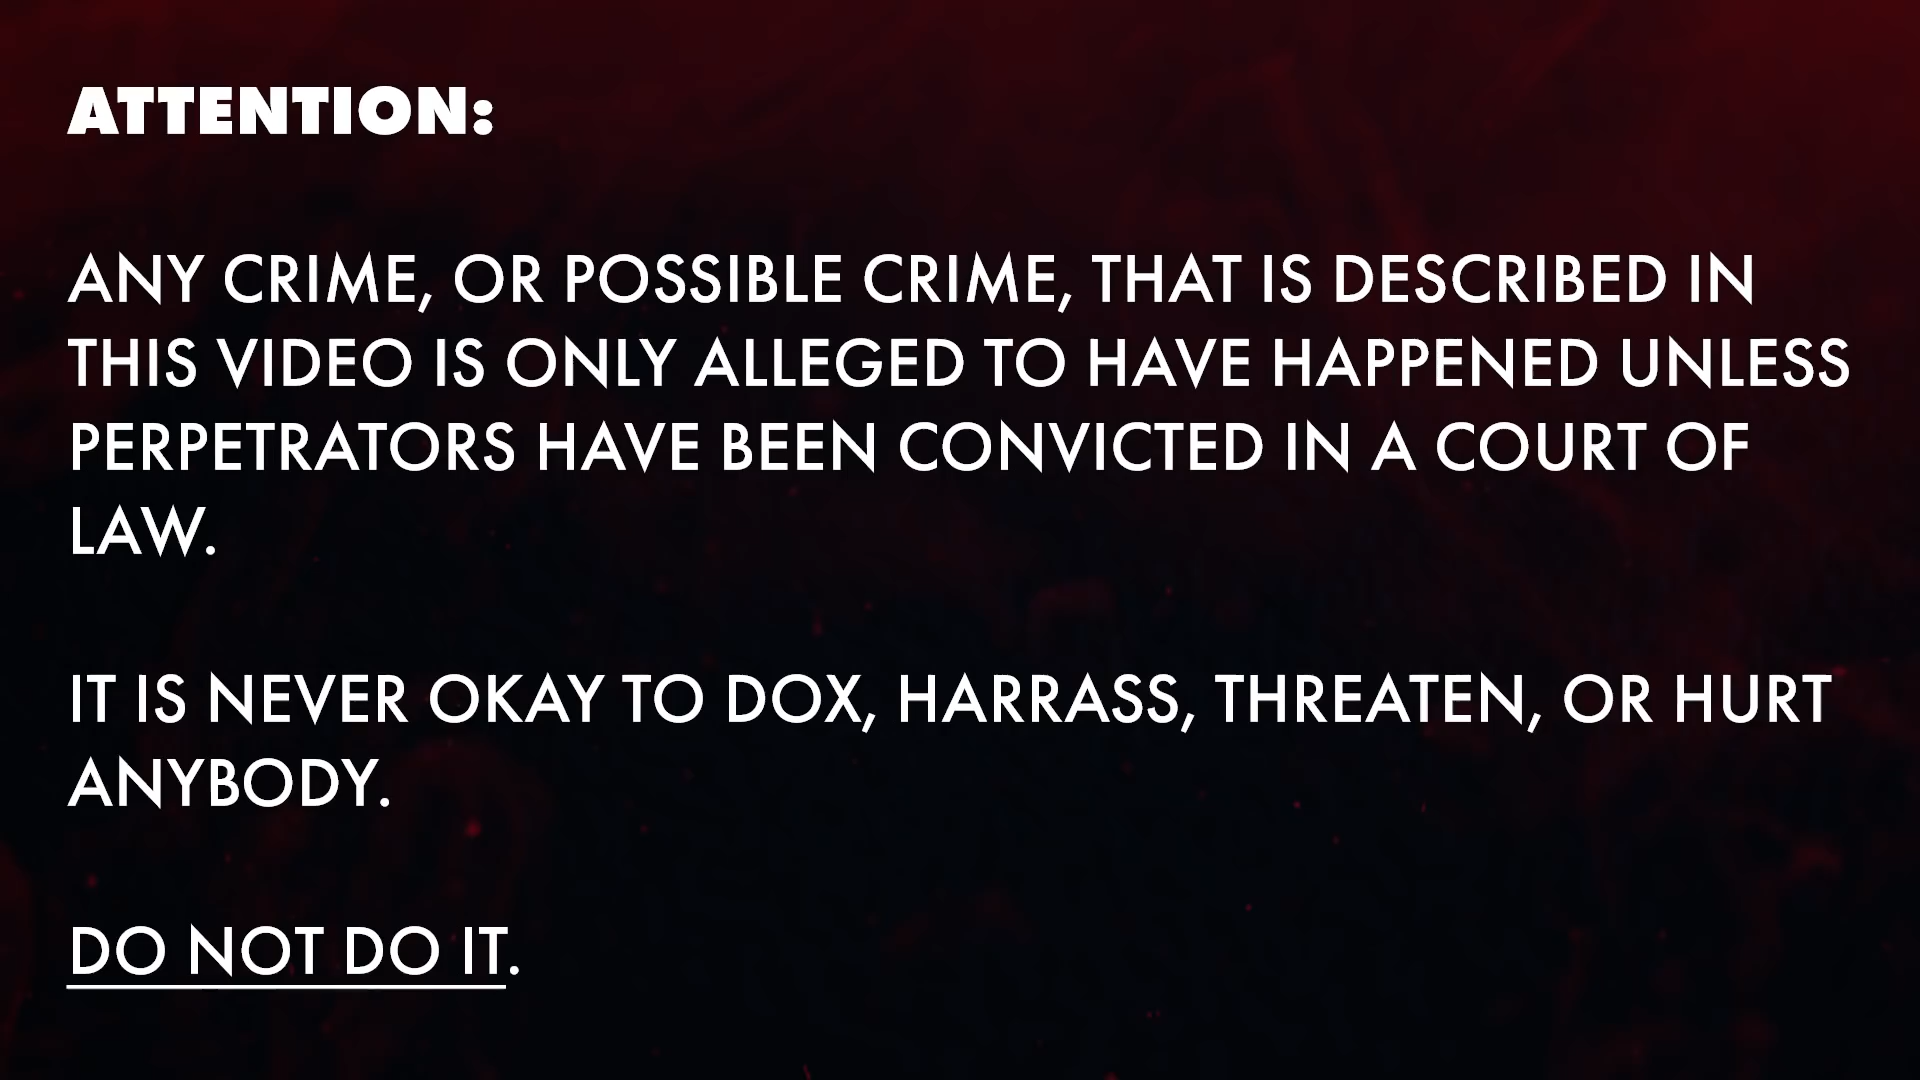 ATTENTION:
ANY CRIME, OR POSSIBLE CRIME, THAT IS DESCRIBED IN
THIS VIDEO IS ONLY ALLEGED TO HAVE HAPPENED UNLESS
PERPETRATORS HAVE BEEN CONVICTED IN A COURT OF
LAW.
IT IS NEVER OKAY TO DOX, HARRASS, THREATEN, OR HURT
ANYBODY.
DO NOT DO IT.